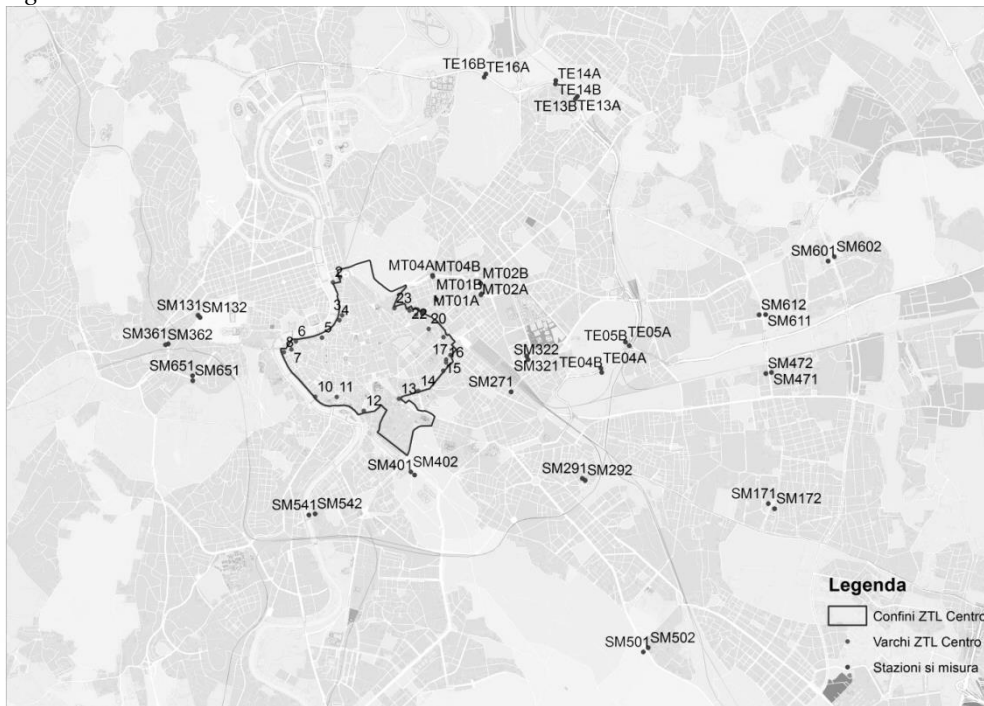 TE16B TE16A
TE14A
TE14B
TE13B TE13A
SM601 SM602
MT04A MT04B
MT02B
MT01B
MT02A
MT01A
2
3
4
5
6
8
7
23
22
20
SM131 SM132
SM612
SM611
SM361 SM362
TE05B TE05A
17
16
15
SM322
SM321
TE04B TE04A
SM651 SM651
SM472
SM471
14
13
SM271
10 11
12
SM401 SM402
SM291 SM292
SM541 SM542
SM171 SM172
SM501 SM502
Legenda
Confini ZTL Centro
Varchi ZTL Centro
Stazioni si misura